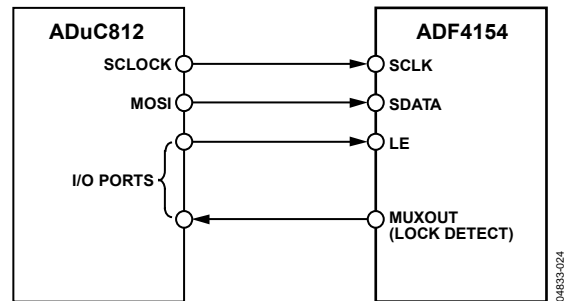 ADuC812
ADF4154
SCLOCK
SCLK
MOSI
SDATA
LE
I/O PORTS
MUXOUT
(LOCK DETECT)
04833-024